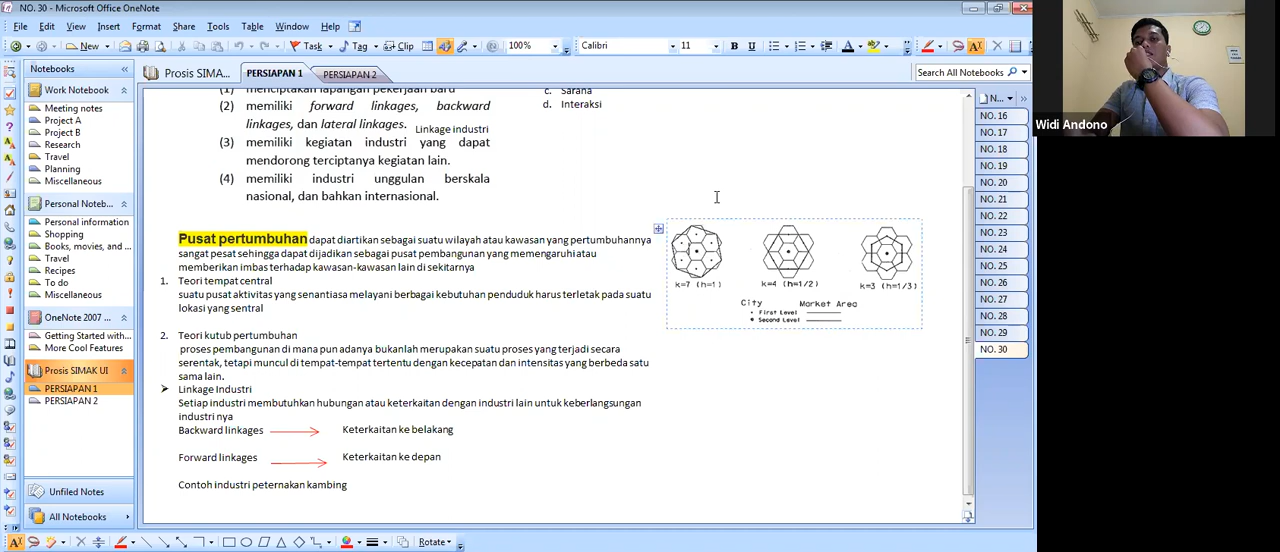 NO. 30 - Microsoft Office OneNote
File Edit View Insert Format Share Tools Table Window Help
New Task Tag Clip 100% Calibri 11 B U A
Notebooks
Work Notebook
Meeting notes
Project A
Project B
Research
Travel
Planning
Miscellaneous
Personal Noteb...
Personal information
Shopping
Books, movies, and ...
Travel
Recipes
To do
Miscellaneous
OneNote 2007 ...
Getting Started with...
More Cool Features
Prosis SIMAK UI
PERSIAPAN 1
PERSIAPAN 2
Unfiled Notes
All Notebooks
Prosis SIMA... PERSIAPAN 1 PERSIAPAN 2
Search All Notebooks
(1) menciptakan lapangan pekerjaan baru
(2) memiliki forward linkages, backward
linkages, dan lateral linkages.
Linkage industri
(3) memiliki kegiatan industri yang dapat
mendorong terciptanya kegiatan lain.
(4) memiliki industri unggulan berskala
nasional, dan bahkan internasional.
c. Sarana
d. Interaksi
Pusat pertumbuhan dapat diartikan sebagai suatu wilayah atau kawasan yang pertumbuhannya
sangat pesat sehingga dapat dijadikan sebagai pusat pembangunan yang memengaruhi atau
memberikan imbas terhadap kawasan-kawasan lain di sekitarnya
1. Teori tempat central
suatu pusat aktivitas yang senantiasa melayani berbagai kebutuhan penduduk harus terletak pada suatu
lokasi yang sentral
2. Teori kutub pertumbuhan
proses pembangunan di mana pun adanya bukanlah merupakan suatu proses yang terjadi secara
serentak, tetapi muncul di tempat-tempat tertentu dengan kecepatan dan intensitas yang berbeda satu
sama lain.
Linkage Industri
Setiap industri membutuhkan hubungan atau keterkaitan dengan industri lain untuk keberlangsungan
industri nya
Backward linkages Keterkaitan ke belakang
Forward linkages Keterkaitan ke depan
Contoh industri peternakan kambing
k=7 (h=1) k=4 (h=1/2) k=3 (h=1/3)
City Market Area
First Level
Second Level
N...
NO. 16
NO. 17
NO. 18
NO. 19
NO. 20
NO. 21
NO. 22
NO. 23
NO. 24
NO. 25
NO. 26
NO. 27
NO. 28
NO. 29
NO. 30
Widi Andono
A Rotate